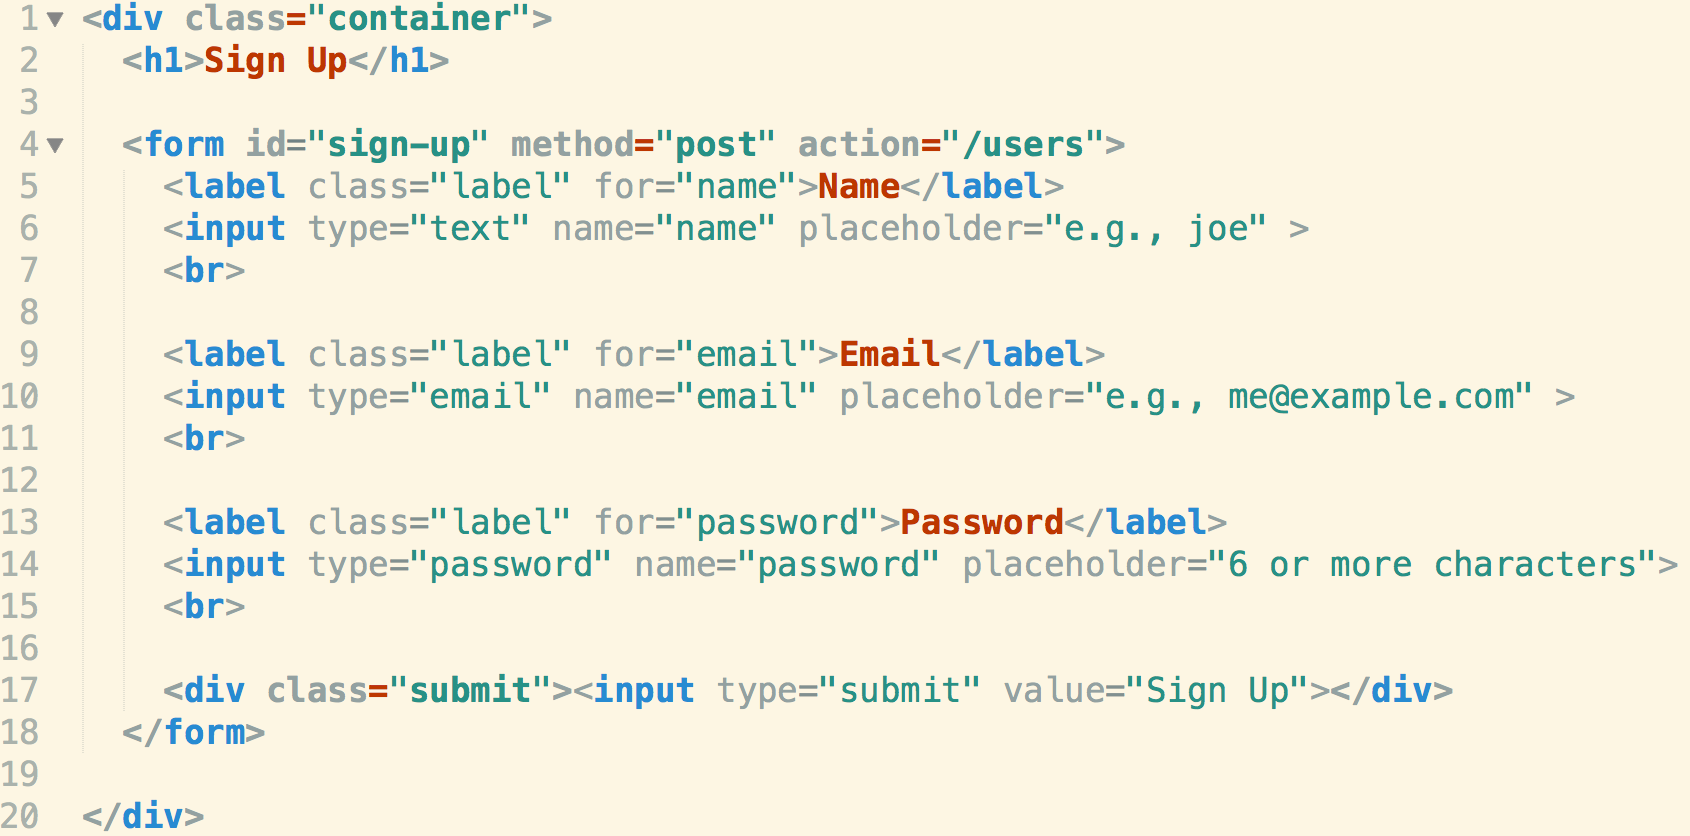 1 <div class="container">
2   <h1>Sign Up</h1>
3
4   <form id="sign-up" method="post" action="/users">
5     <label class="label" for="name">Name</label>
6     <input type="text" name="name" placeholder="e.g., joe" >
7     <br>
8
9     <label class="label" for="email">Email</label>
10     <input type="email" name="email" placeholder="e.g., me@example.com" >
11     <br>
12
13     <label class="label" for="password">Password</label>
14     <input type="password" name="password" placeholder="6 or more characters">
15     <br>
16
17     <div class="submit"><input type="submit" value="Sign Up"></div>
18   </form>
19
20 </div>